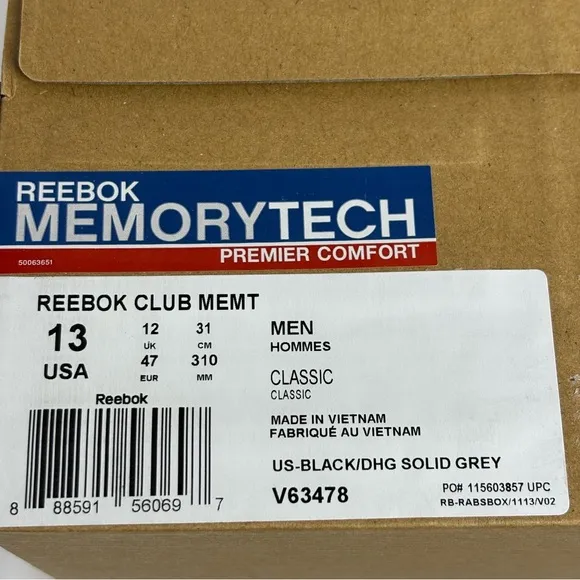 REEBOK
MEMORYTECH
PREMIER COMFORT
50063651
REEBOK CLUB MEMT
13 12 31
UK CM
USA 47 310
EUR MM
MEN
HOMMES
CLASSIC
CLASSIC
MADE IN VIETNAM
FABRIQUÉ AU VIETNAM
US-BLACK/DHG SOLID GREY
V63478
PO# 115603857 UPC
RB-RABSBOX/1113/V02
Reebok
8 88591 56069 7